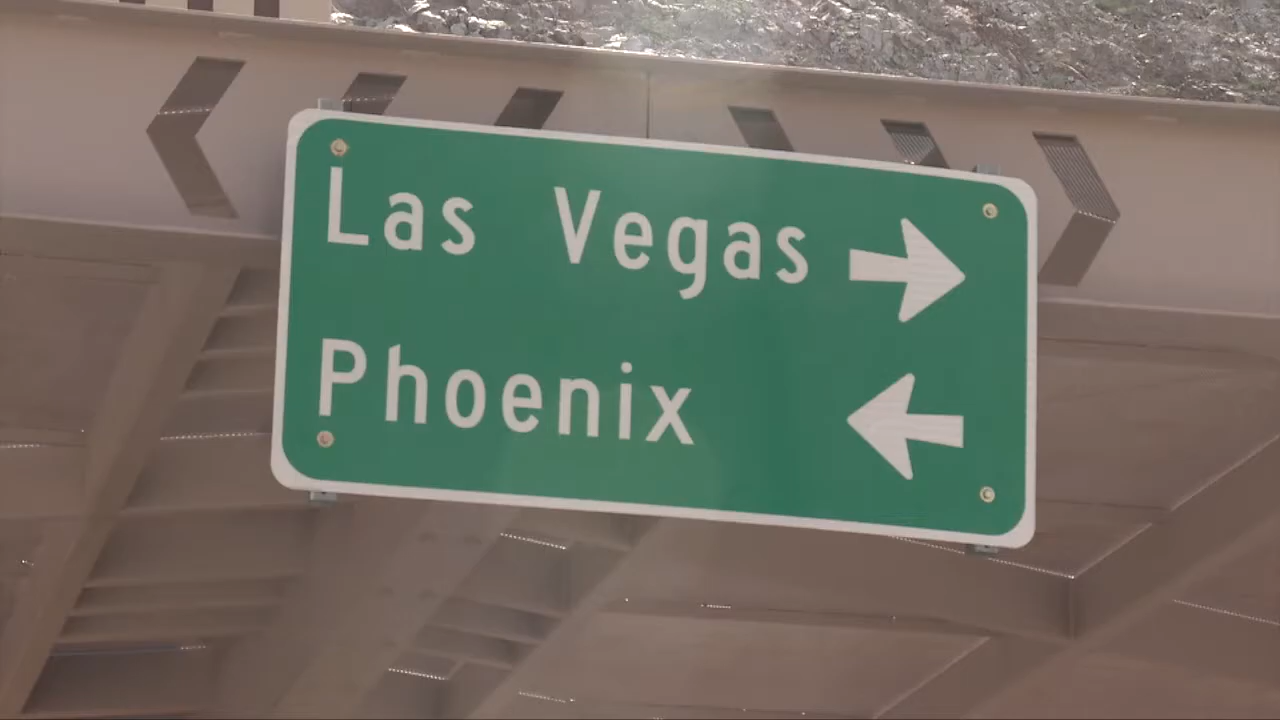 Las Vegas →
Phoenix ←